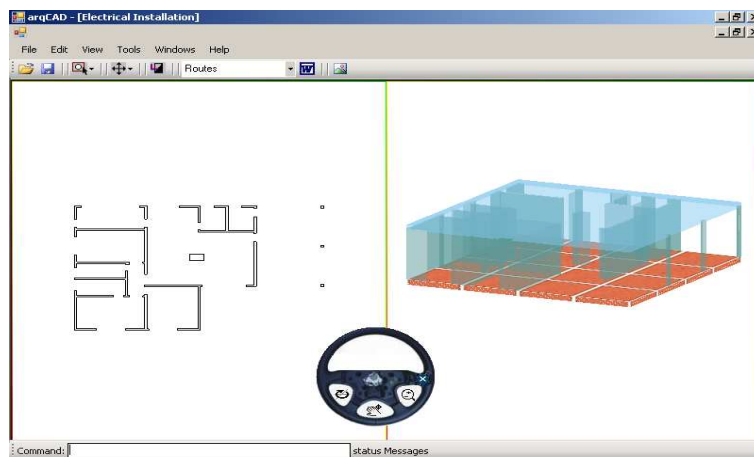 arqCAD - [Electrical Installation]
File Edit View Tools Windows Help
Routes
W
Command:
status Messages